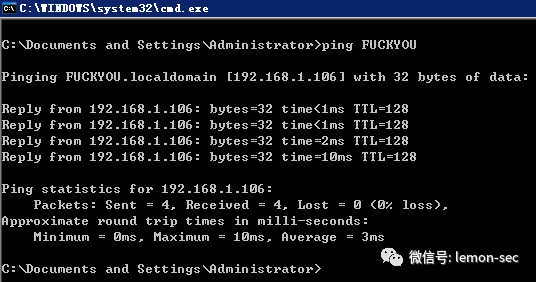 C:\WINDOWS\system32\cmd.exe
C:\Documents and Settings\Administrator>ping FUCKYOU
Pinging FUCKYOU.localdomain [192.168.1.106] with 32 bytes of data:
Reply from 192.168.1.106: bytes=32 time<1ms TTL=128
Reply from 192.168.1.106: bytes=32 time<1ms TTL=128
Reply from 192.168.1.106: bytes=32 time=2ms TTL=128
Reply from 192.168.1.106: bytes=32 time=10ms TTL=128
Ping statistics for 192.168.1.106:
    Packets: Sent = 4, Received = 4, Lost = 0 (0% loss),
Approximate round trip times in milli-seconds:
    Minimum = 0ms, Maximum = 10ms, Average = 3ms
微信号: lemon-sec
C:\Documents and Settings\Administrator>